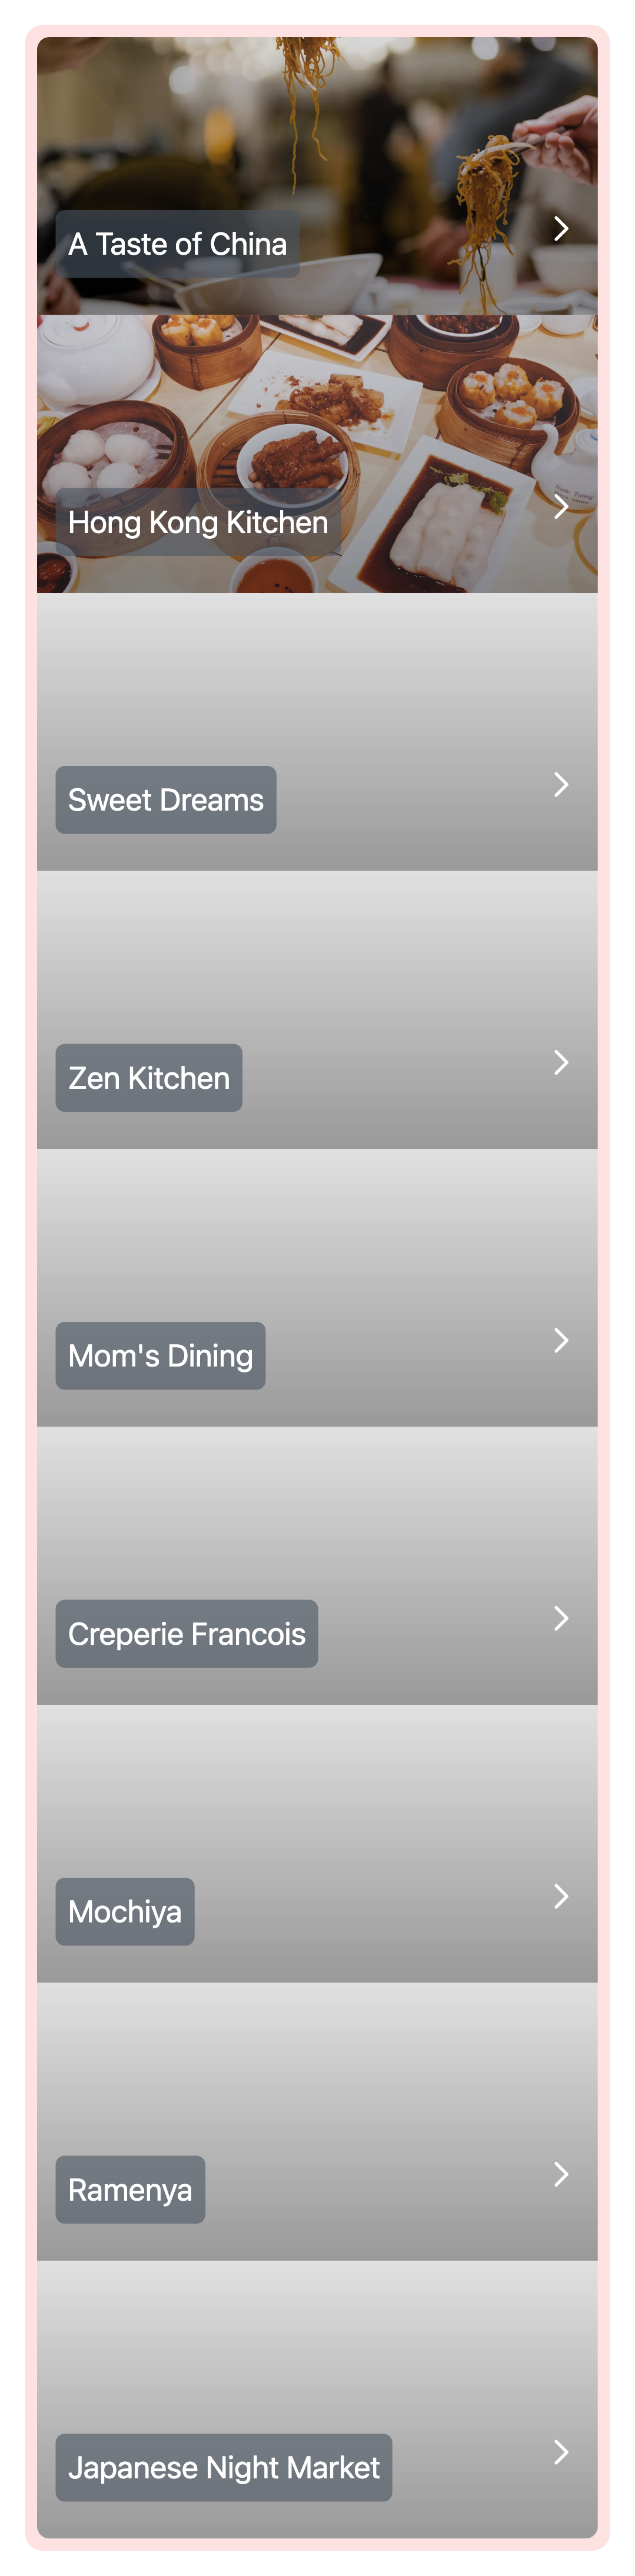 A Taste of China
Hong Kong Kitchen
Sweet Dreams
Zen Kitchen
Mom's Dining
Creperie Francois
Mochiya
Ramenya
Japanese Night Market